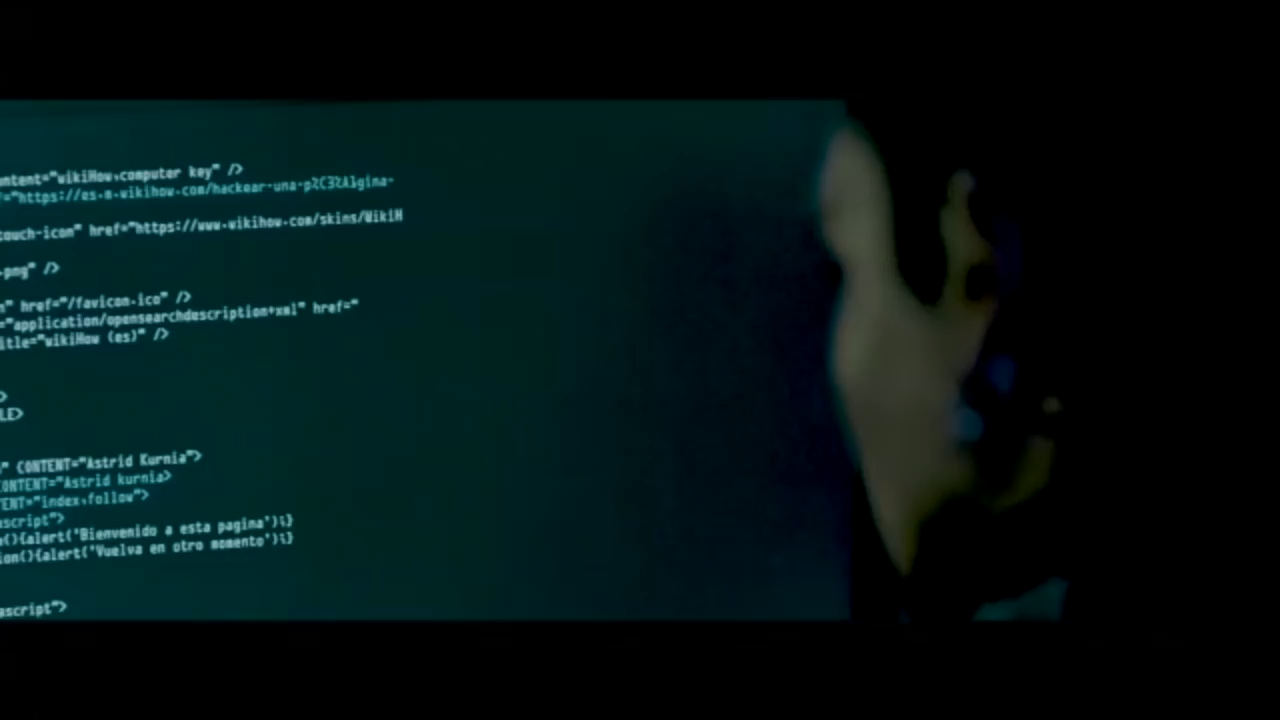 ontent="wikiHow,computer key" />
f="https://es.m.wikihow.com/hackear-una-p%C3%A1gina-
touch-icon" href="https://www.wikihow.com/skins/WikiH
.png" />
n" href="/favicon.ico" />
="application/opensearchdescription+xml" href="
itle="wikiHow (es)" />
>
LE>
" CONTENT="Astrid Kurnia">
CONTENT="Astrid kurnia>
TENT="index,follow">
ascript">
n(){alert('Bienvenido a esta pagina');}
ion(){alert('Vuelva en otro momento');}
ascript">